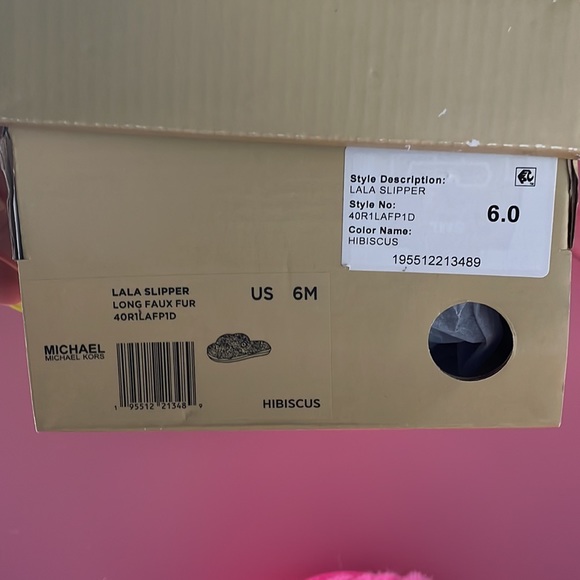 Style Description:
LALA SLIPPER
Style No:
40R1LAFP1D
6.0
Color Name:
HIBISCUS
195512213489
LALA SLIPPER
LONG FAUX FUR
40R1LAFP1D
US 6M
MICHAEL
MICHAEL KORS
1 95512 21348 9
HIBISCUS